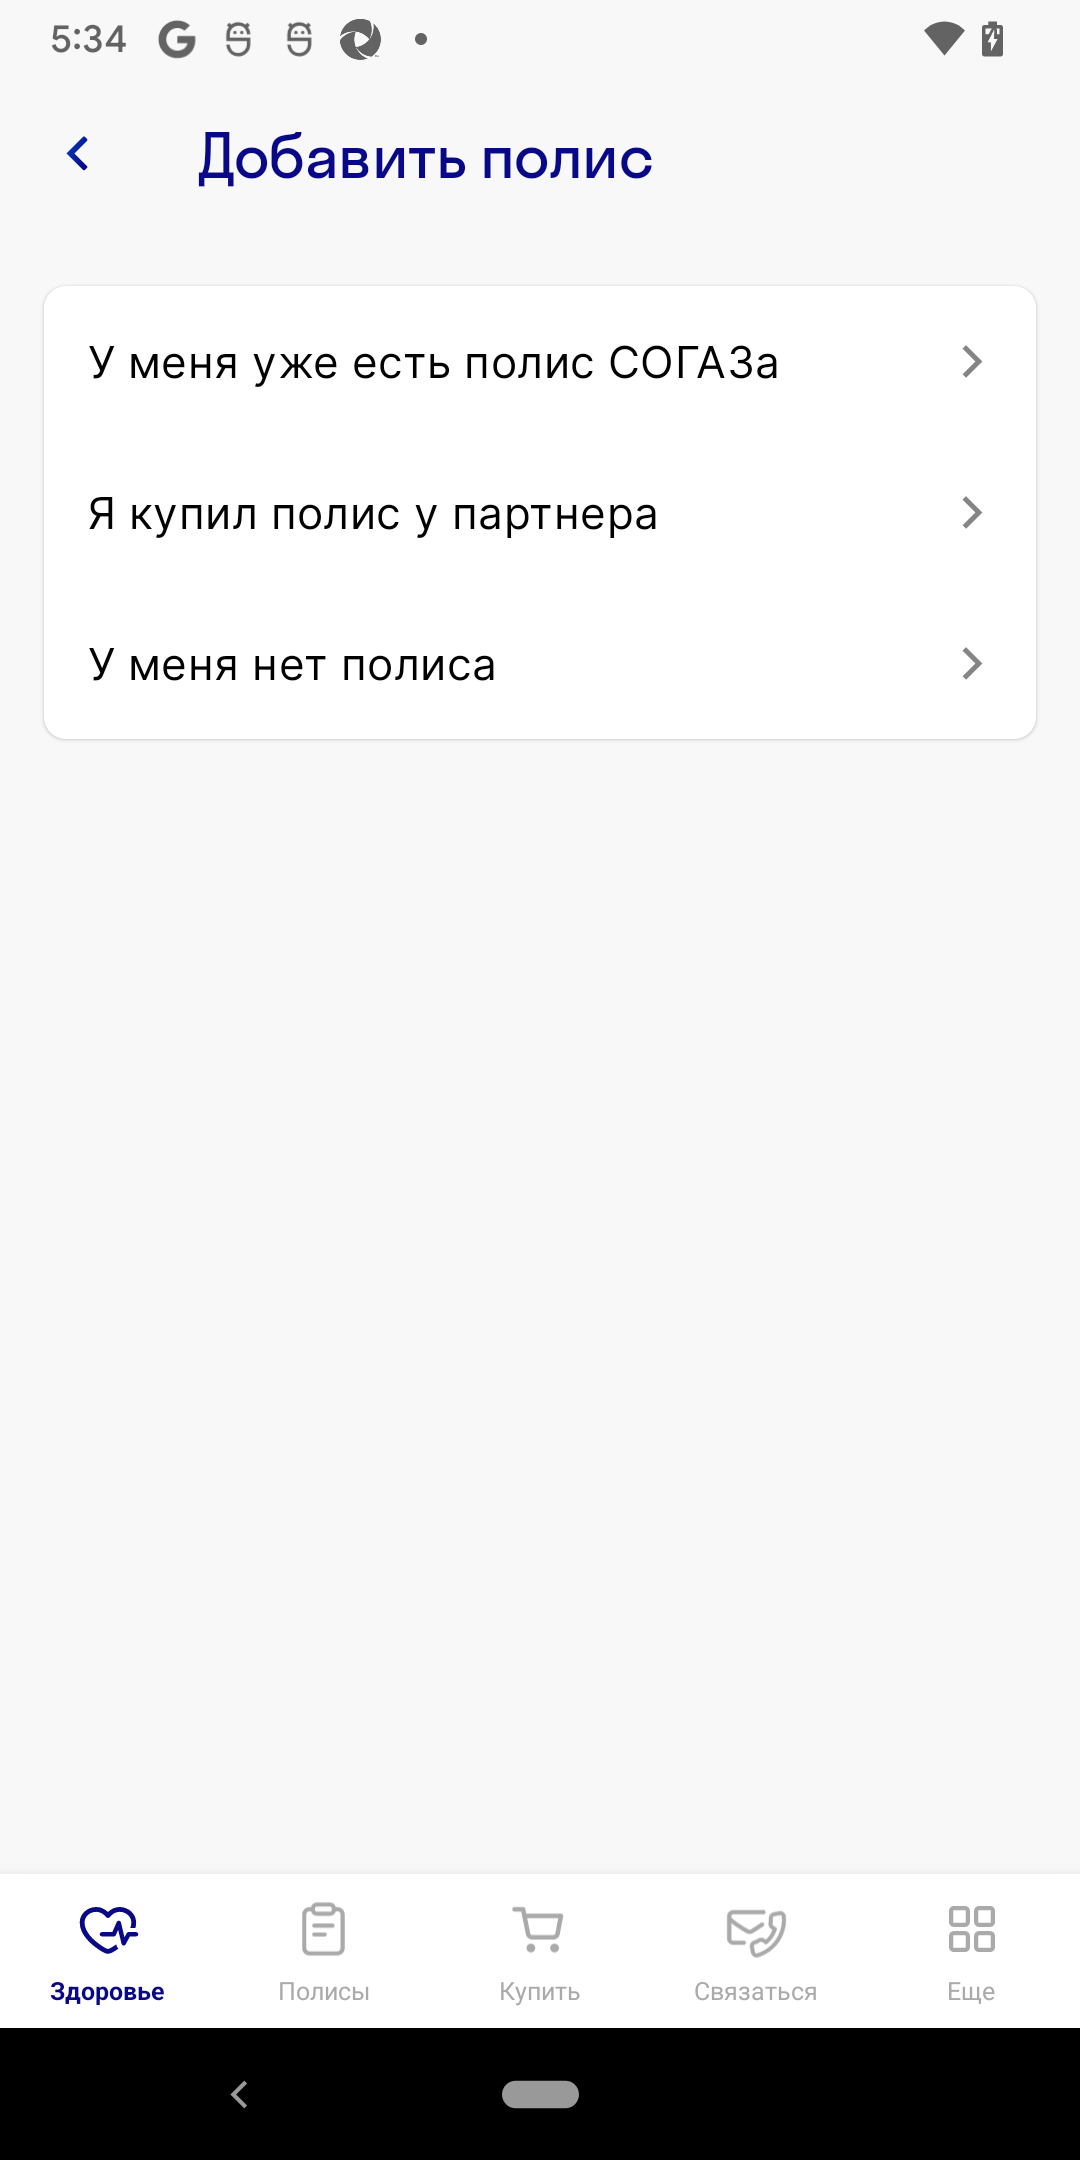 5:34
Добавить полис
У меня уже есть полис СОГАЗа
Я купил полис у партнера
У меня нет полиса
Здоровье
Полисы
Купить
Связаться
Еще